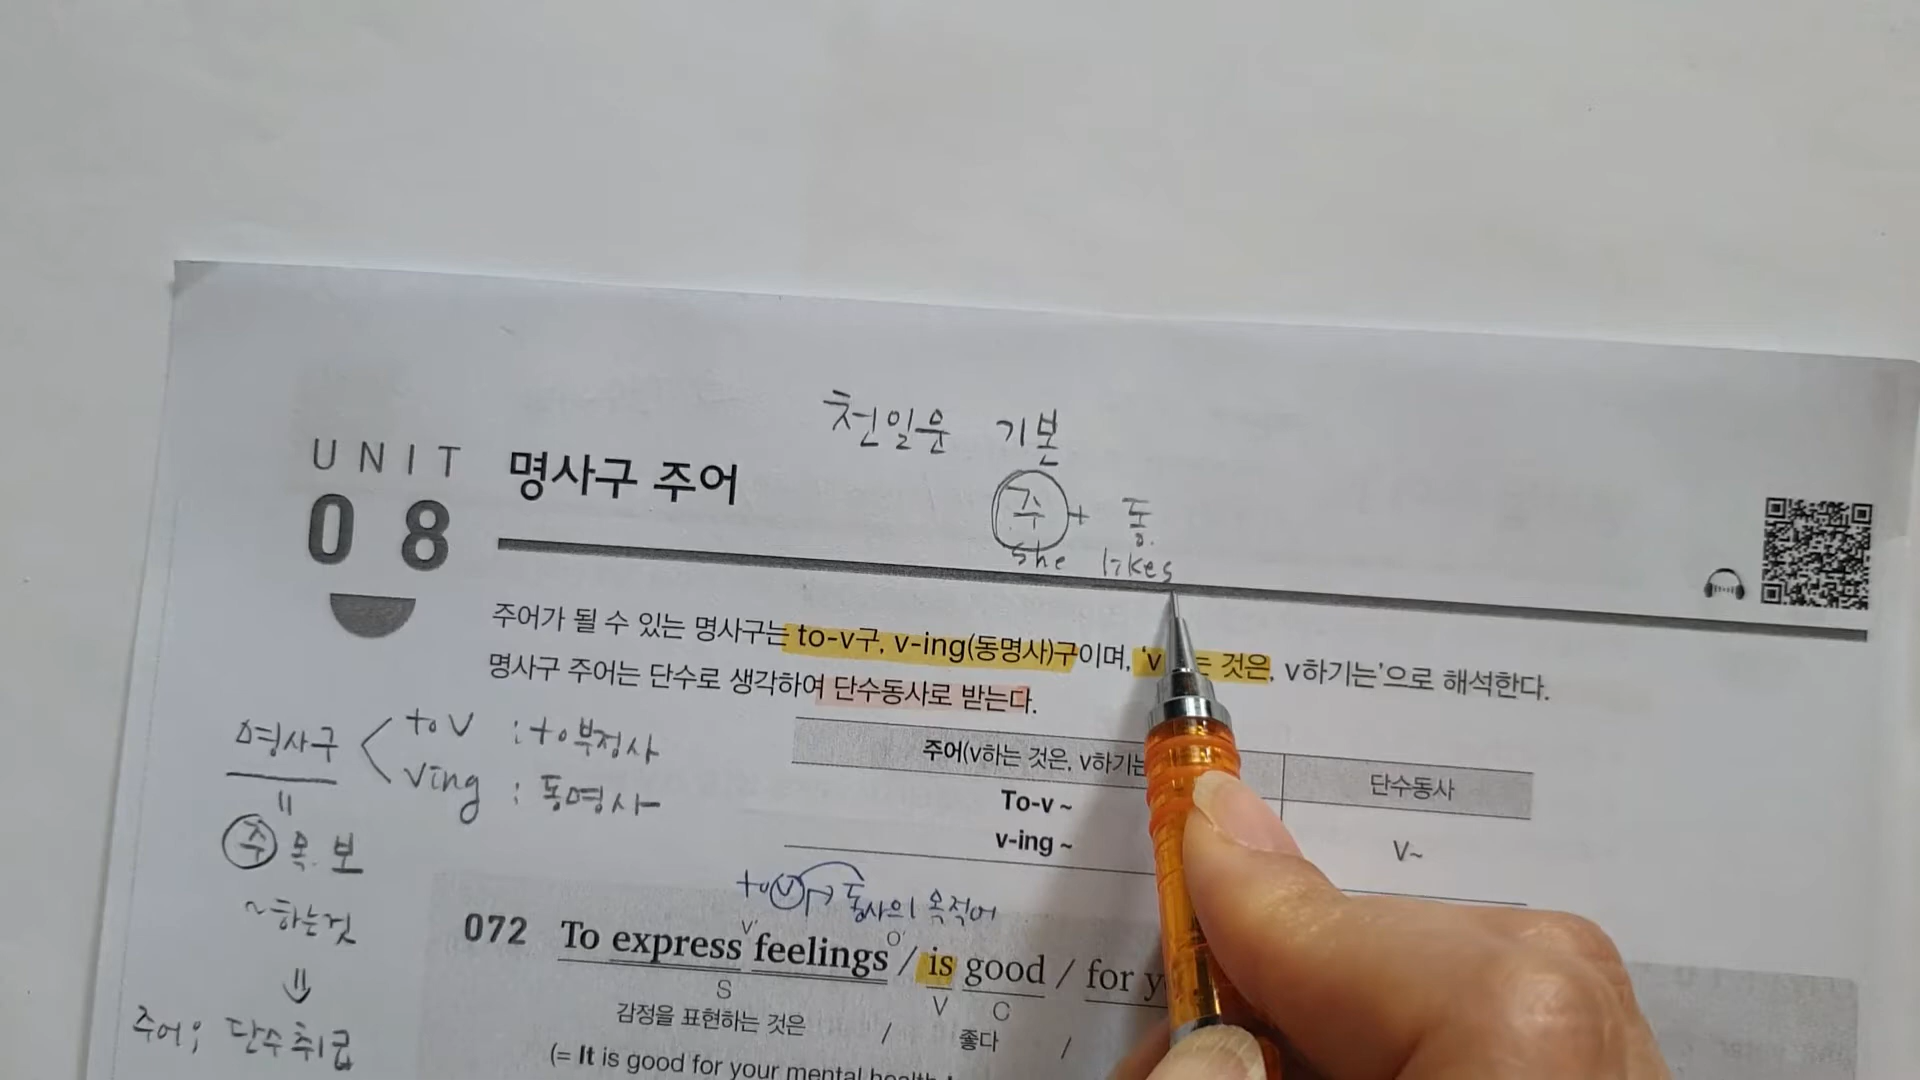 천일문 기본
UNIT 08 명사구 주어
주 + 동.
she likes
주어가 될 수 있는 명사구는 to-v구, v-ing(동명사)구이며, ‘v 는 것은, v하기는’으로 해석한다.
명사구 주어는 단수로 생각하여 단수동사로 받는다.
명사구 < toV : to부정사
ving : 동명사
〃
주 목. 보
~하는것
⇓
주어; 단수취급
주어(v하는 것은, v하기는 단수동사
To-v ~
v-ing ~ V~
to V → 동사의 목적어
V' O'
072 To express feelings / is good / for y
S V C
감정을 표현하는 것은 / 좋다 /
(= It is good for your mental